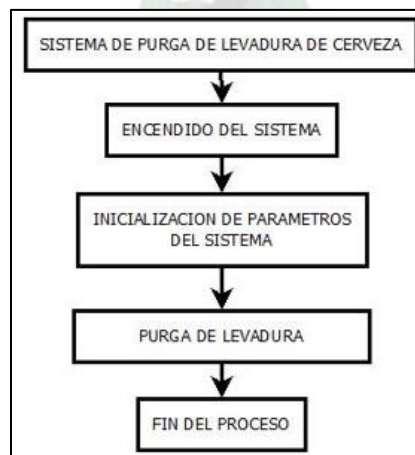 SISTEMA DE PURGA DE LEVADURA DE CERVEZA
ENCENDIDO DEL SISTEMA
INICIALIZACION DE PARAMETROS
DEL SISTEMA
PURGA DE LEVADURA
FIN DEL PROCESO